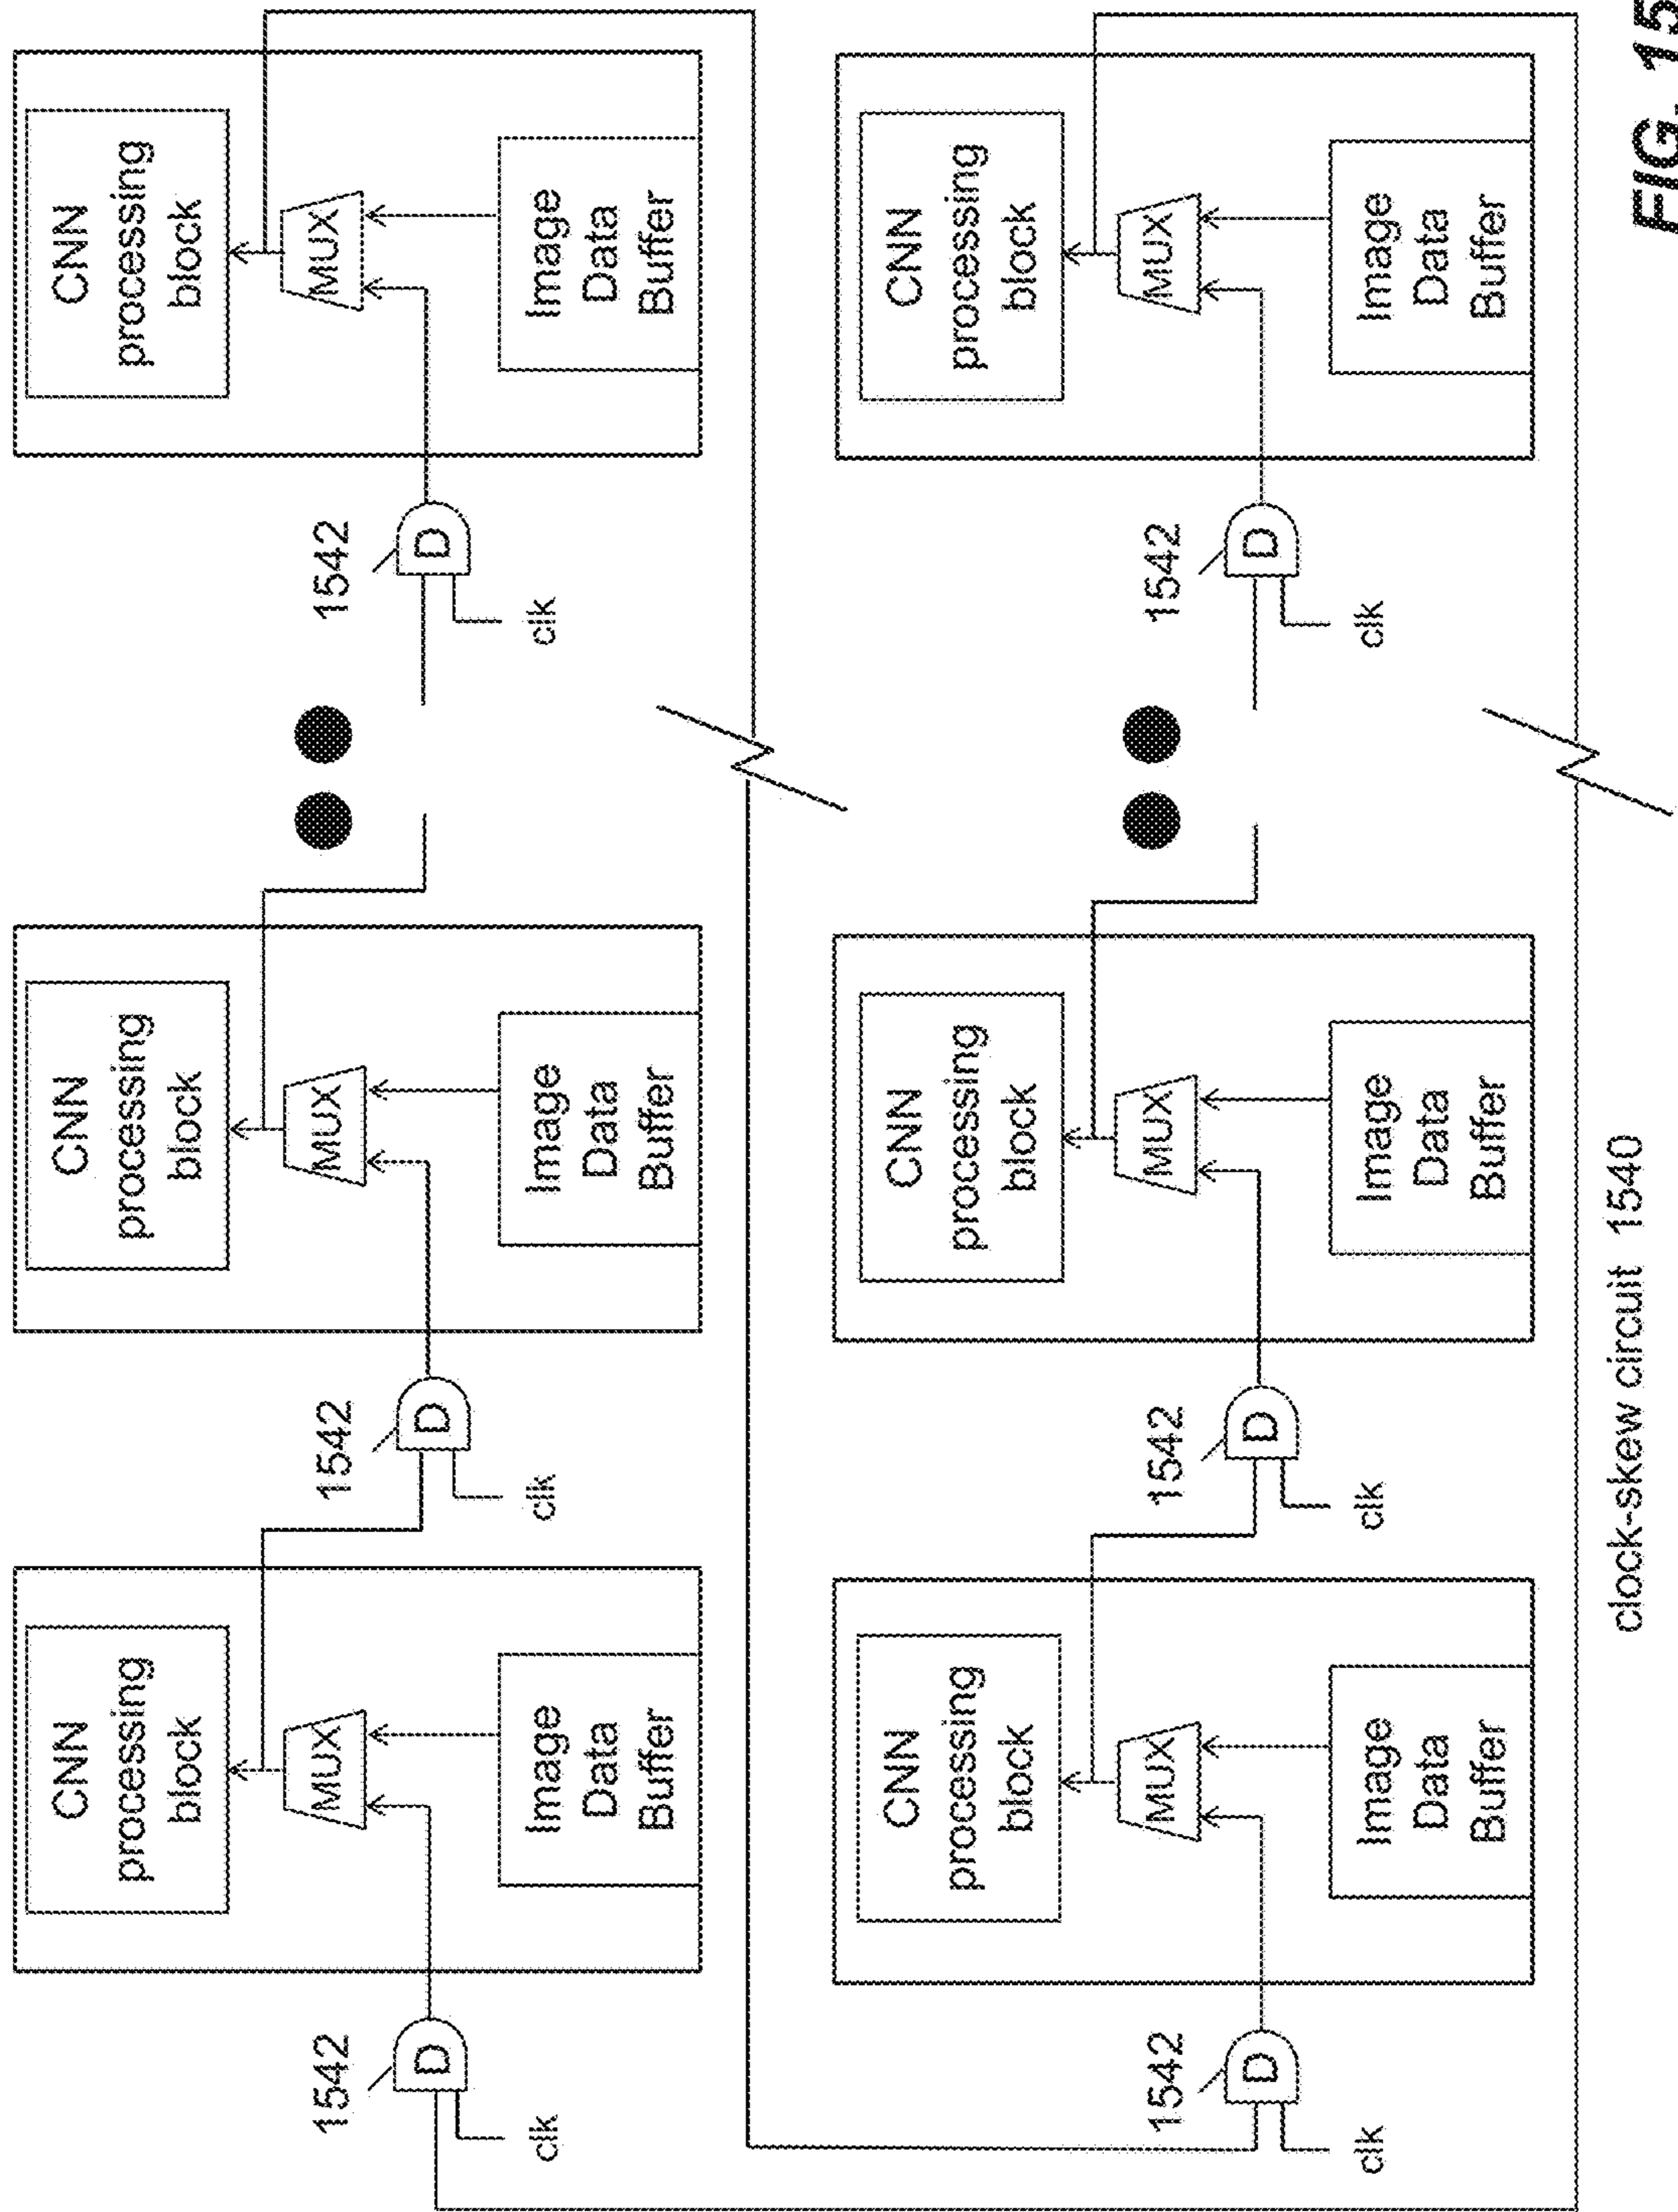 1542
D
clk
CNN
processing
block
MUX
Image
Data
Buffer
1542
D
clk
CNN
processing
block
MUX
Image
Data
Buffer
1542
D
clk
CNN
processing
block
MUX
Image
Data
Buffer
1542
D
clk
CNN
processing
block
MUX
Image
Data
Buffer
1542
D
clk
CNN
processing
block
MUX
Image
Data
Buffer
1542
D
clk
CNN
processing
block
MUX
Image
Data
Buffer
clock-skew circuit 1540
FIG. 15